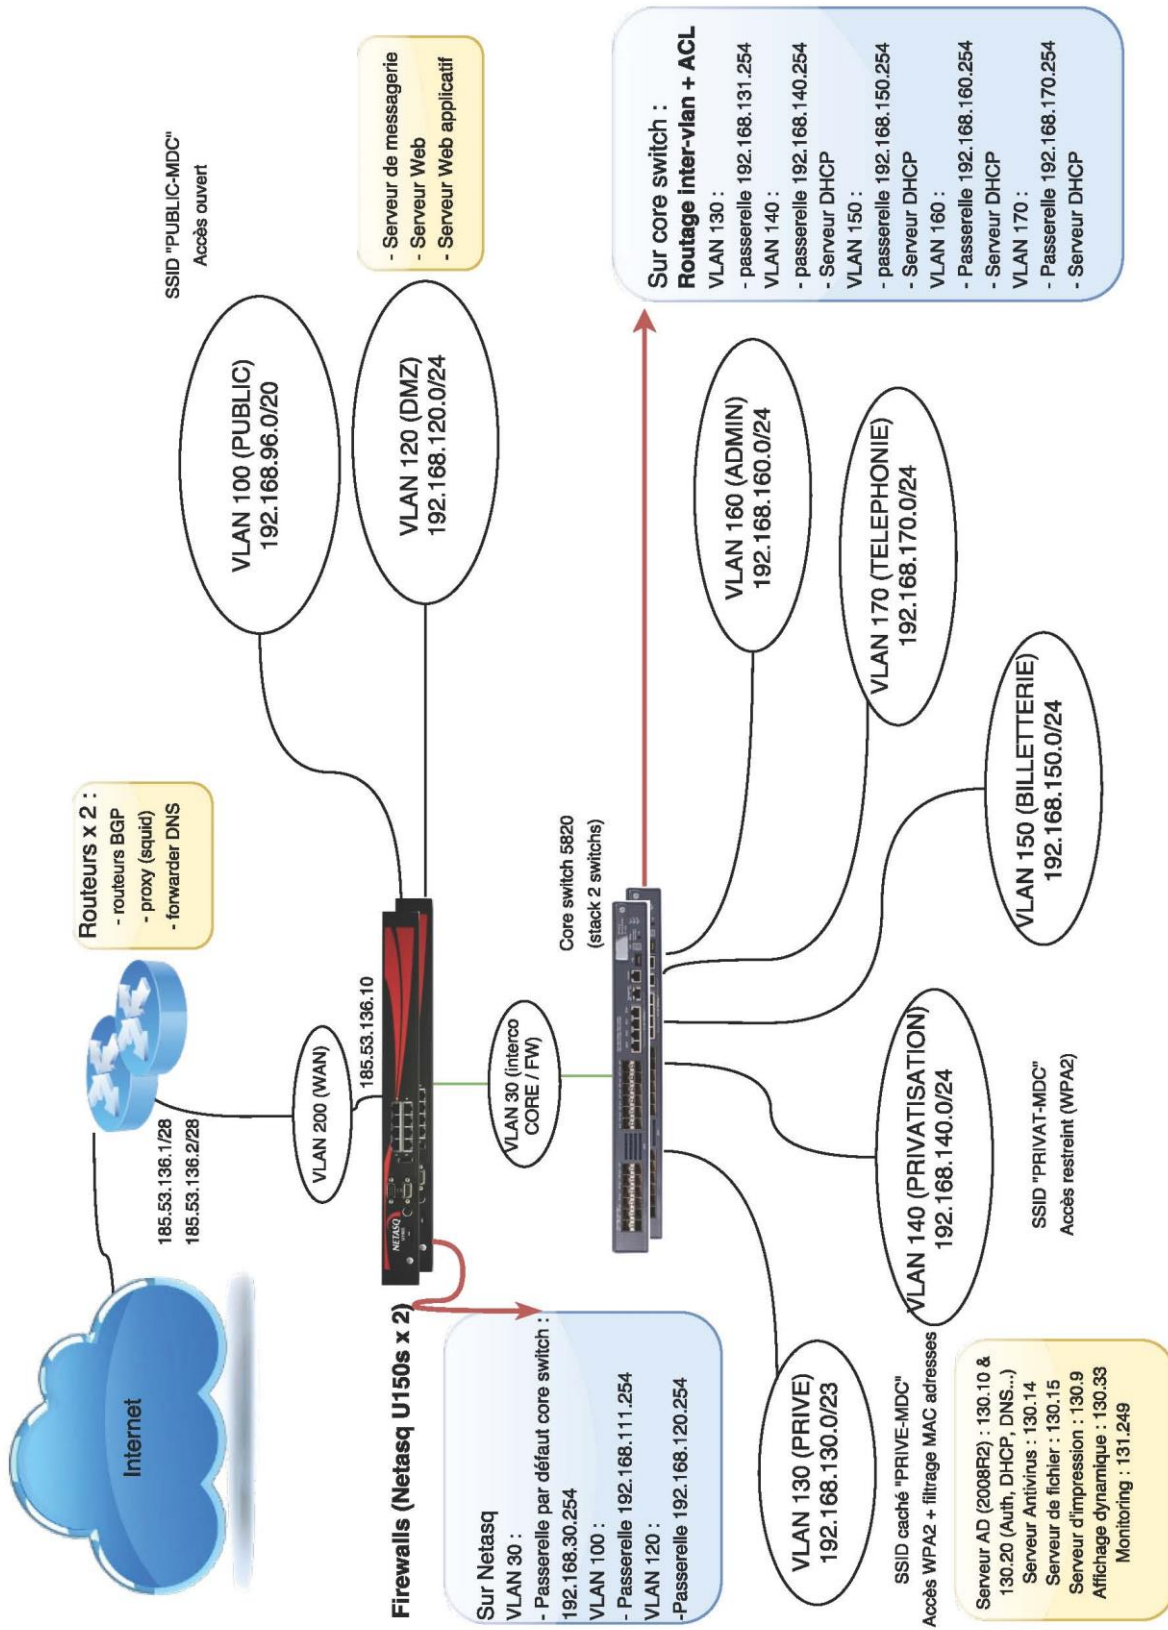 Internet
185.53.136.1/28
185.53.136.2/28
Routeurs x 2 :
- routeurs BGP
- proxy (squid)
-forwarder DNS
SSID "PUBLIC-MDC"
Accès ouvert
VLAN 200 (WAN)
185.53.136.10
VLAN 100 (PUBLIC)
192.168.96.0/20
- Serveur de messagerie
- Serveur Web
- Serveur Web applicatif
VLAN 120 (DMZ)
192.168.120.0/24
Firewalls (Netasq U150s x 2)
NETASQ
Sur Netasq
VLAN 30 :
- Passerelle par défaut core switch :
192.168.30.254
VLAN 100 :
- Passerelle 192.168.111.254
VLAN 120 :
-Passerelle 192.168.120.254
VLAN 30 (interco
CORE / FW)
Core switch 5820
(stack 2 switchs)
Sur core switch :
Routage inter-vlan + ACL
VLAN 130 :
- passerelle 192.168.131.254
VLAN 140 :
- passerelle 192.168.140.254
- Serveur DHCP
VLAN 150 :
- passerelle 192.168.150.254
- Serveur DHCP
VLAN 160 :
- Passerelle 192.168.160.254
- Serveur DHCP
VLAN 170 :
- Passerelle 192.168.170.254
- Serveur DHCP
VLAN 160 (ADMIN)
192.168.160.0/24
VLAN 170 (TELEPHONIE)
192.168.170.0/24
VLAN 150 (BILLETTERIE)
192.168.150.0/24
VLAN 140 (PRIVATISATION)
192.168.140.0/24
SSID "PRIVAT-MDC"
Accès restreint (WPA2)
VLAN 130 (PRIVE)
192.168.130.0/23
SSID caché "PRIVE-MDC"
Accès WPA2 + filtrage MAC adresses
Serveur AD (2008R2) : 130.10 &
130.20 (Auth, DHCP, DNS...)
Serveur Antivirus : 130.14
Serveur de fichier : 130.15
Serveur d'impression : 130.9
Affichage dynamique : 130.33
Monitoring : 131.249